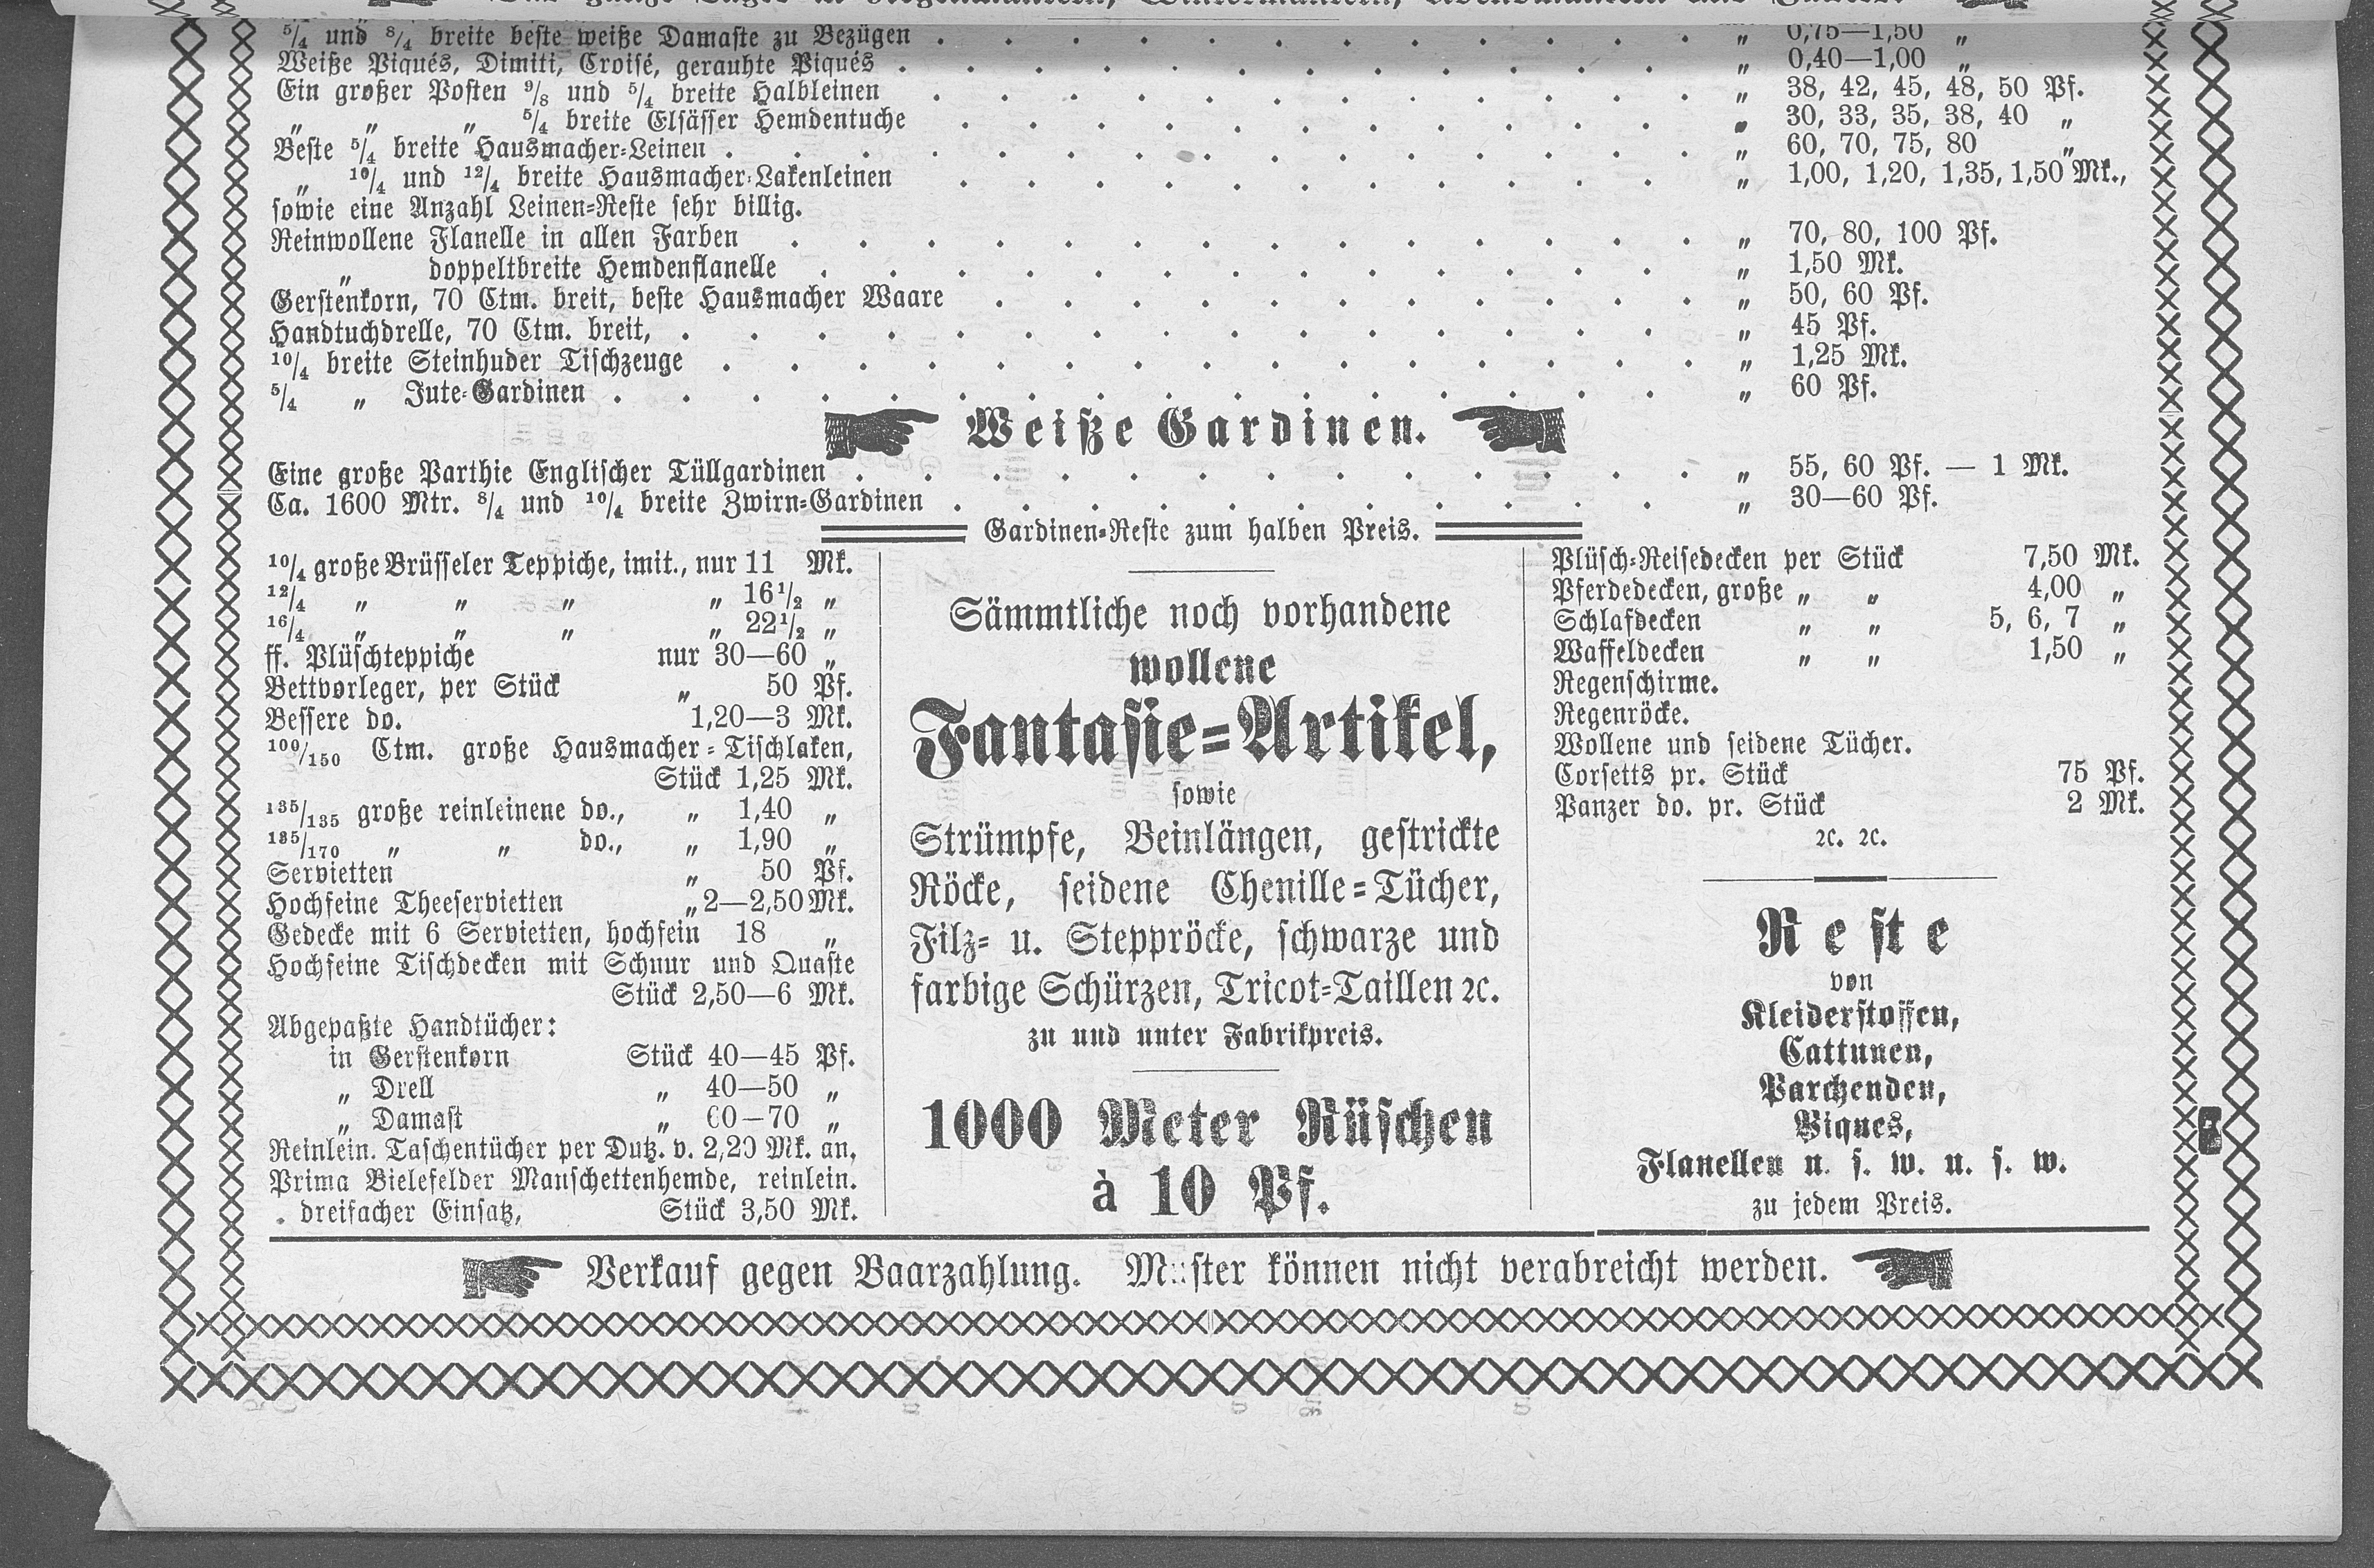 5/4 und 8/4 breite beste weiße Damaste zu Bezügen . . . „ 0,75—1,50 „
Weiße Piqués, Dimiti, Croisé, gerauhte Piqués . . . „ 0,40—1,00 „
Ein großer Posten 9/8 und 5/4 breite Halbleinen . . . „ 38, 42, 45, 48, 50 Pf.
„ „ „ 5/4 breite Elsässer Hemdentuche . . . „ 30, 33, 35, 38, 40 „
Beste 5/4 breite Hausmacher-Leinen . . . „ 60, 70, 75, 80 „
„ 10/4 und 12/4 breite Hausmacher-Lakenleinen . . . „ 1,00, 1,20, 1,35, 1,50 Mk.,
sowie eine Anzahl Leinen-Reste sehr billig.
Reinwollene Flanelle in allen Farben . . . „ 70, 80, 100 Pf.
„ doppeltbreite Hemdenflanelle . . . „ 1,50 Mk.
Gerstenkorn, 70 Ctm. breit, beste Hausmacher Waare . . . „ 50, 60 Pf.
Handtuchdrelle, 70 Ctm. breit, . . . „ 45 Pf.
10/4 breite Steinhuder Tischzeuge . . . „ 1,25 Mk.
5/4 „ Jute-Gardinen . . . „ 60 Pf.
Weiße Gardinen.
Eine große Parthie Englischer Tüllgardinen . . . „ 55, 60 Pf. — 1 Mk.
Ca. 1600 Mtr. 8/4 und 10/4 breite Zwirn-Gardinen . . . „ 30—60 Pf.
Gardinen-Reste zum halben Preis.
10/4 große Brüsseler Teppiche, imit., nur 11 Mk.
12/4 „ „ „ „ 16 1/2 „
16/4 „ „ „ „ 22 1/2 „
ff. Plüschteppiche nur 30—60 „
Bettvorleger, per Stück „ 50 Pf.
Bessere do. 1,20—3 Mk.
100/150 Ctm. große Hausmacher-Tischlaken,
Stück 1,25 Mk.
135/135 große reinleinene do., „ 1,40 „
135/170 „ „ do., „ 1,90 „
Servietten „ 50 Pf.
Hochfeine Theeservietten „ 2—2,50 Mk.
Gedecke mit 6 Servietten, hochfein 18 „
Hochfeine Tischdecken mit Schnur und Quaste
Stück 2,50—6 Mk.
Abgepaßte Handtücher:
in Gerstenkorn Stück 40—45 Pf.
„ Drell „ 40—50 „
„ Damast „ 60—70 „
Reinlein. Taschentücher per Dutz. v. 2,20 Mk. an,
Prima Bielefelder Manschettenhemde, reinlein.
dreifacher Einsatz, Stück 3,50 Mk.
Sämmtliche noch vorhandene
wollene
Fantasie-Artikel,
sowie
Strümpfe, Beinlängen, gestrickte
Röcke, seidene Chenille-Tücher,
Filz- u. Steppröcke, schwarze und
farbige Schürzen, Tricot-Taillen ꝛc.
zu und unter Fabrikpreis.
1000 Meter Rüschen
à 10 Pf.
Plüsch-Reisedecken per Stück 7,50 Mk.
Pferdedecken, große „ „ 4,00 „
Schlafdecken „ „ 5, 6, 7 „
Waffeldecken „ „ 1,50 „
Regenschirme.
Regenröcke.
Wollene und seidene Tücher.
Corsetts pr. Stück 75 Pf.
Panzer do. pr. Stück 2 Mk.
ꝛc. ꝛc.
Reste
von
Kleiderstoffen,
Cattunen,
Parchenden,
Piques,
Flanellen u. s. w. u. s. w.
zu jedem Preis.
Verkauf gegen Baarzahlung. Muster können nicht verabreicht werden.